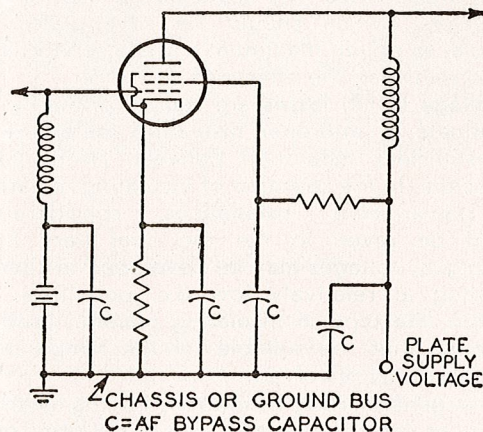 C
C
C
C
PLATE
SUPPLY
VOLTAGE
CHASSIS OR GROUND BUS
C=AF BYPASS CAPACITOR